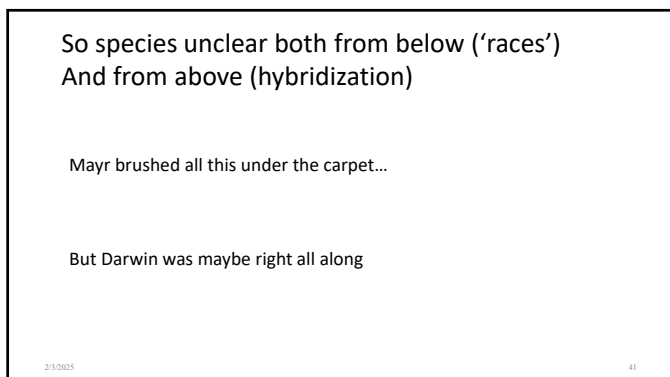 So species unclear both from below (‘races’)
And from above (hybridization)
Mayr brushed all this under the carpet…
But Darwin was maybe right all along
2/3/2025
41